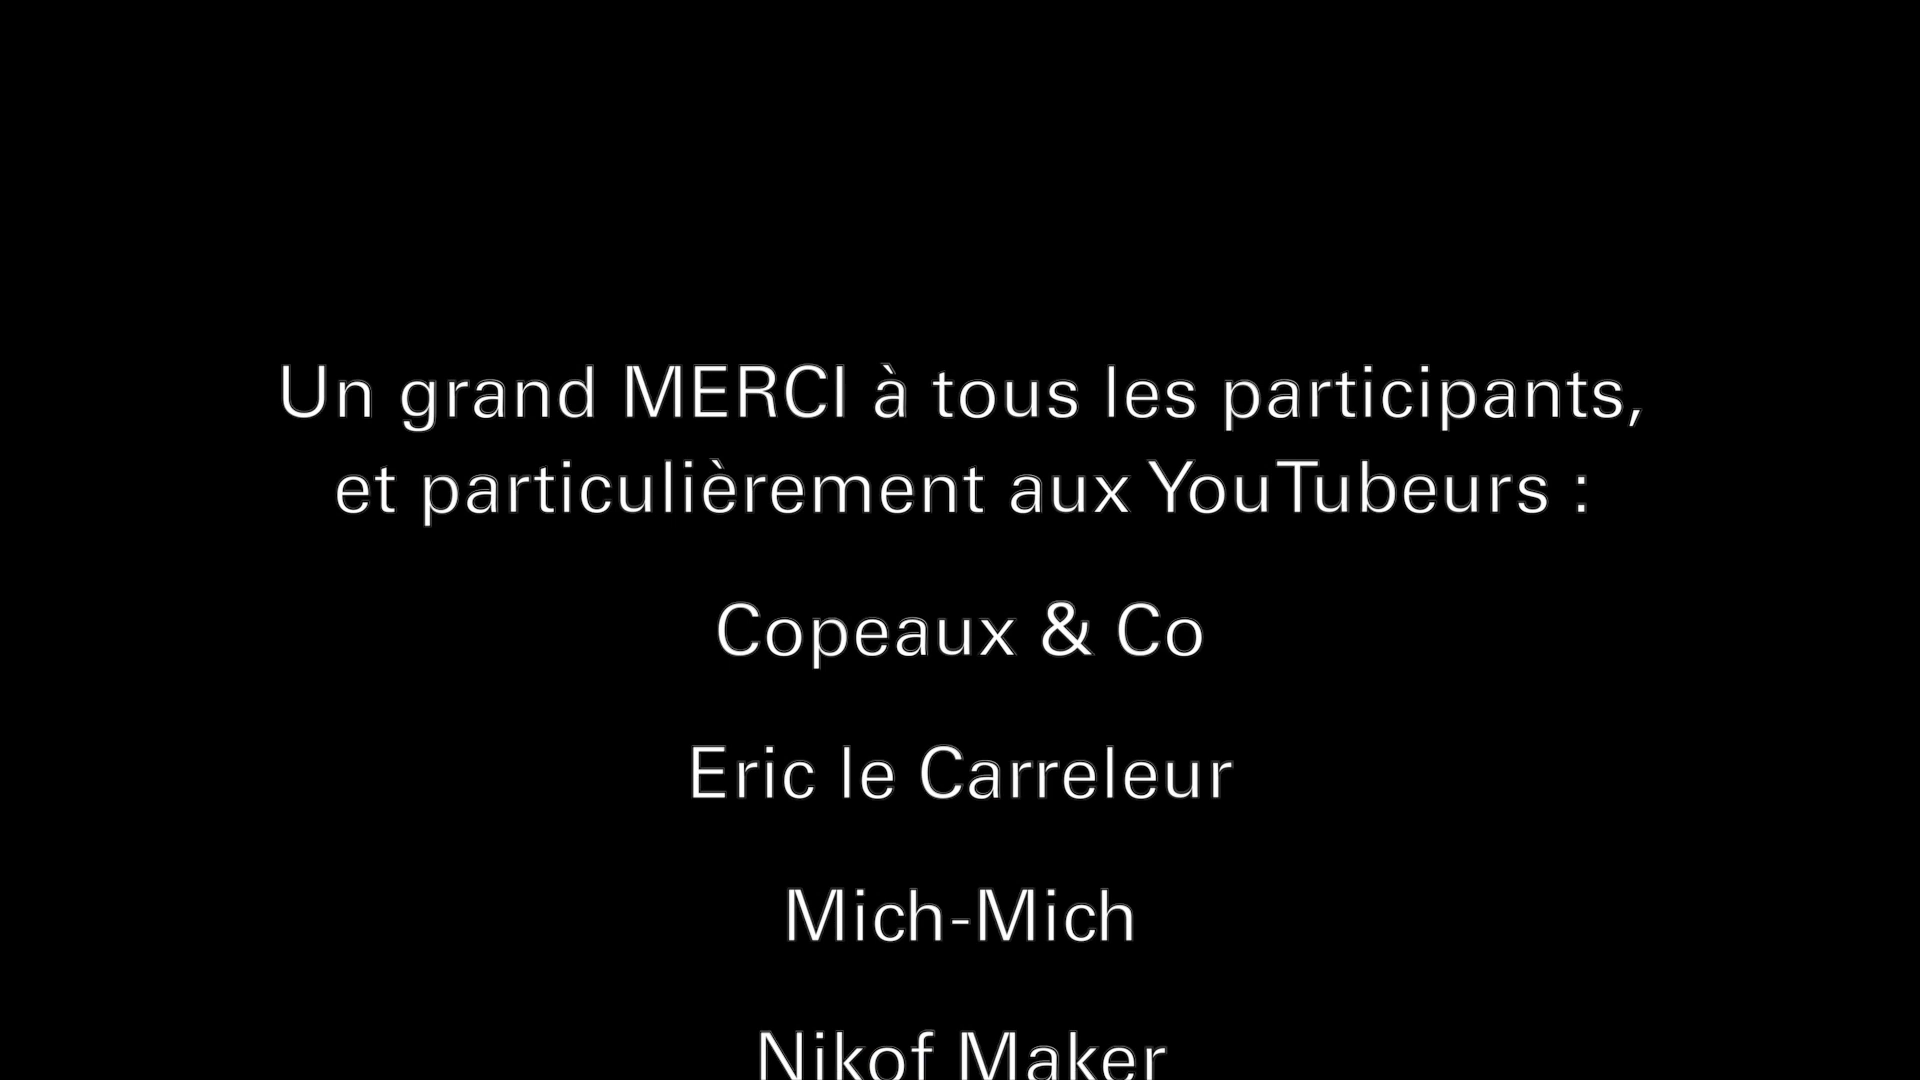 Un grand MERCI à tous les participants,
et particulièrement aux YouTubeurs :
Copeaux & Co
Eric le Carreleur
Mich-Mich
Nikof Maker